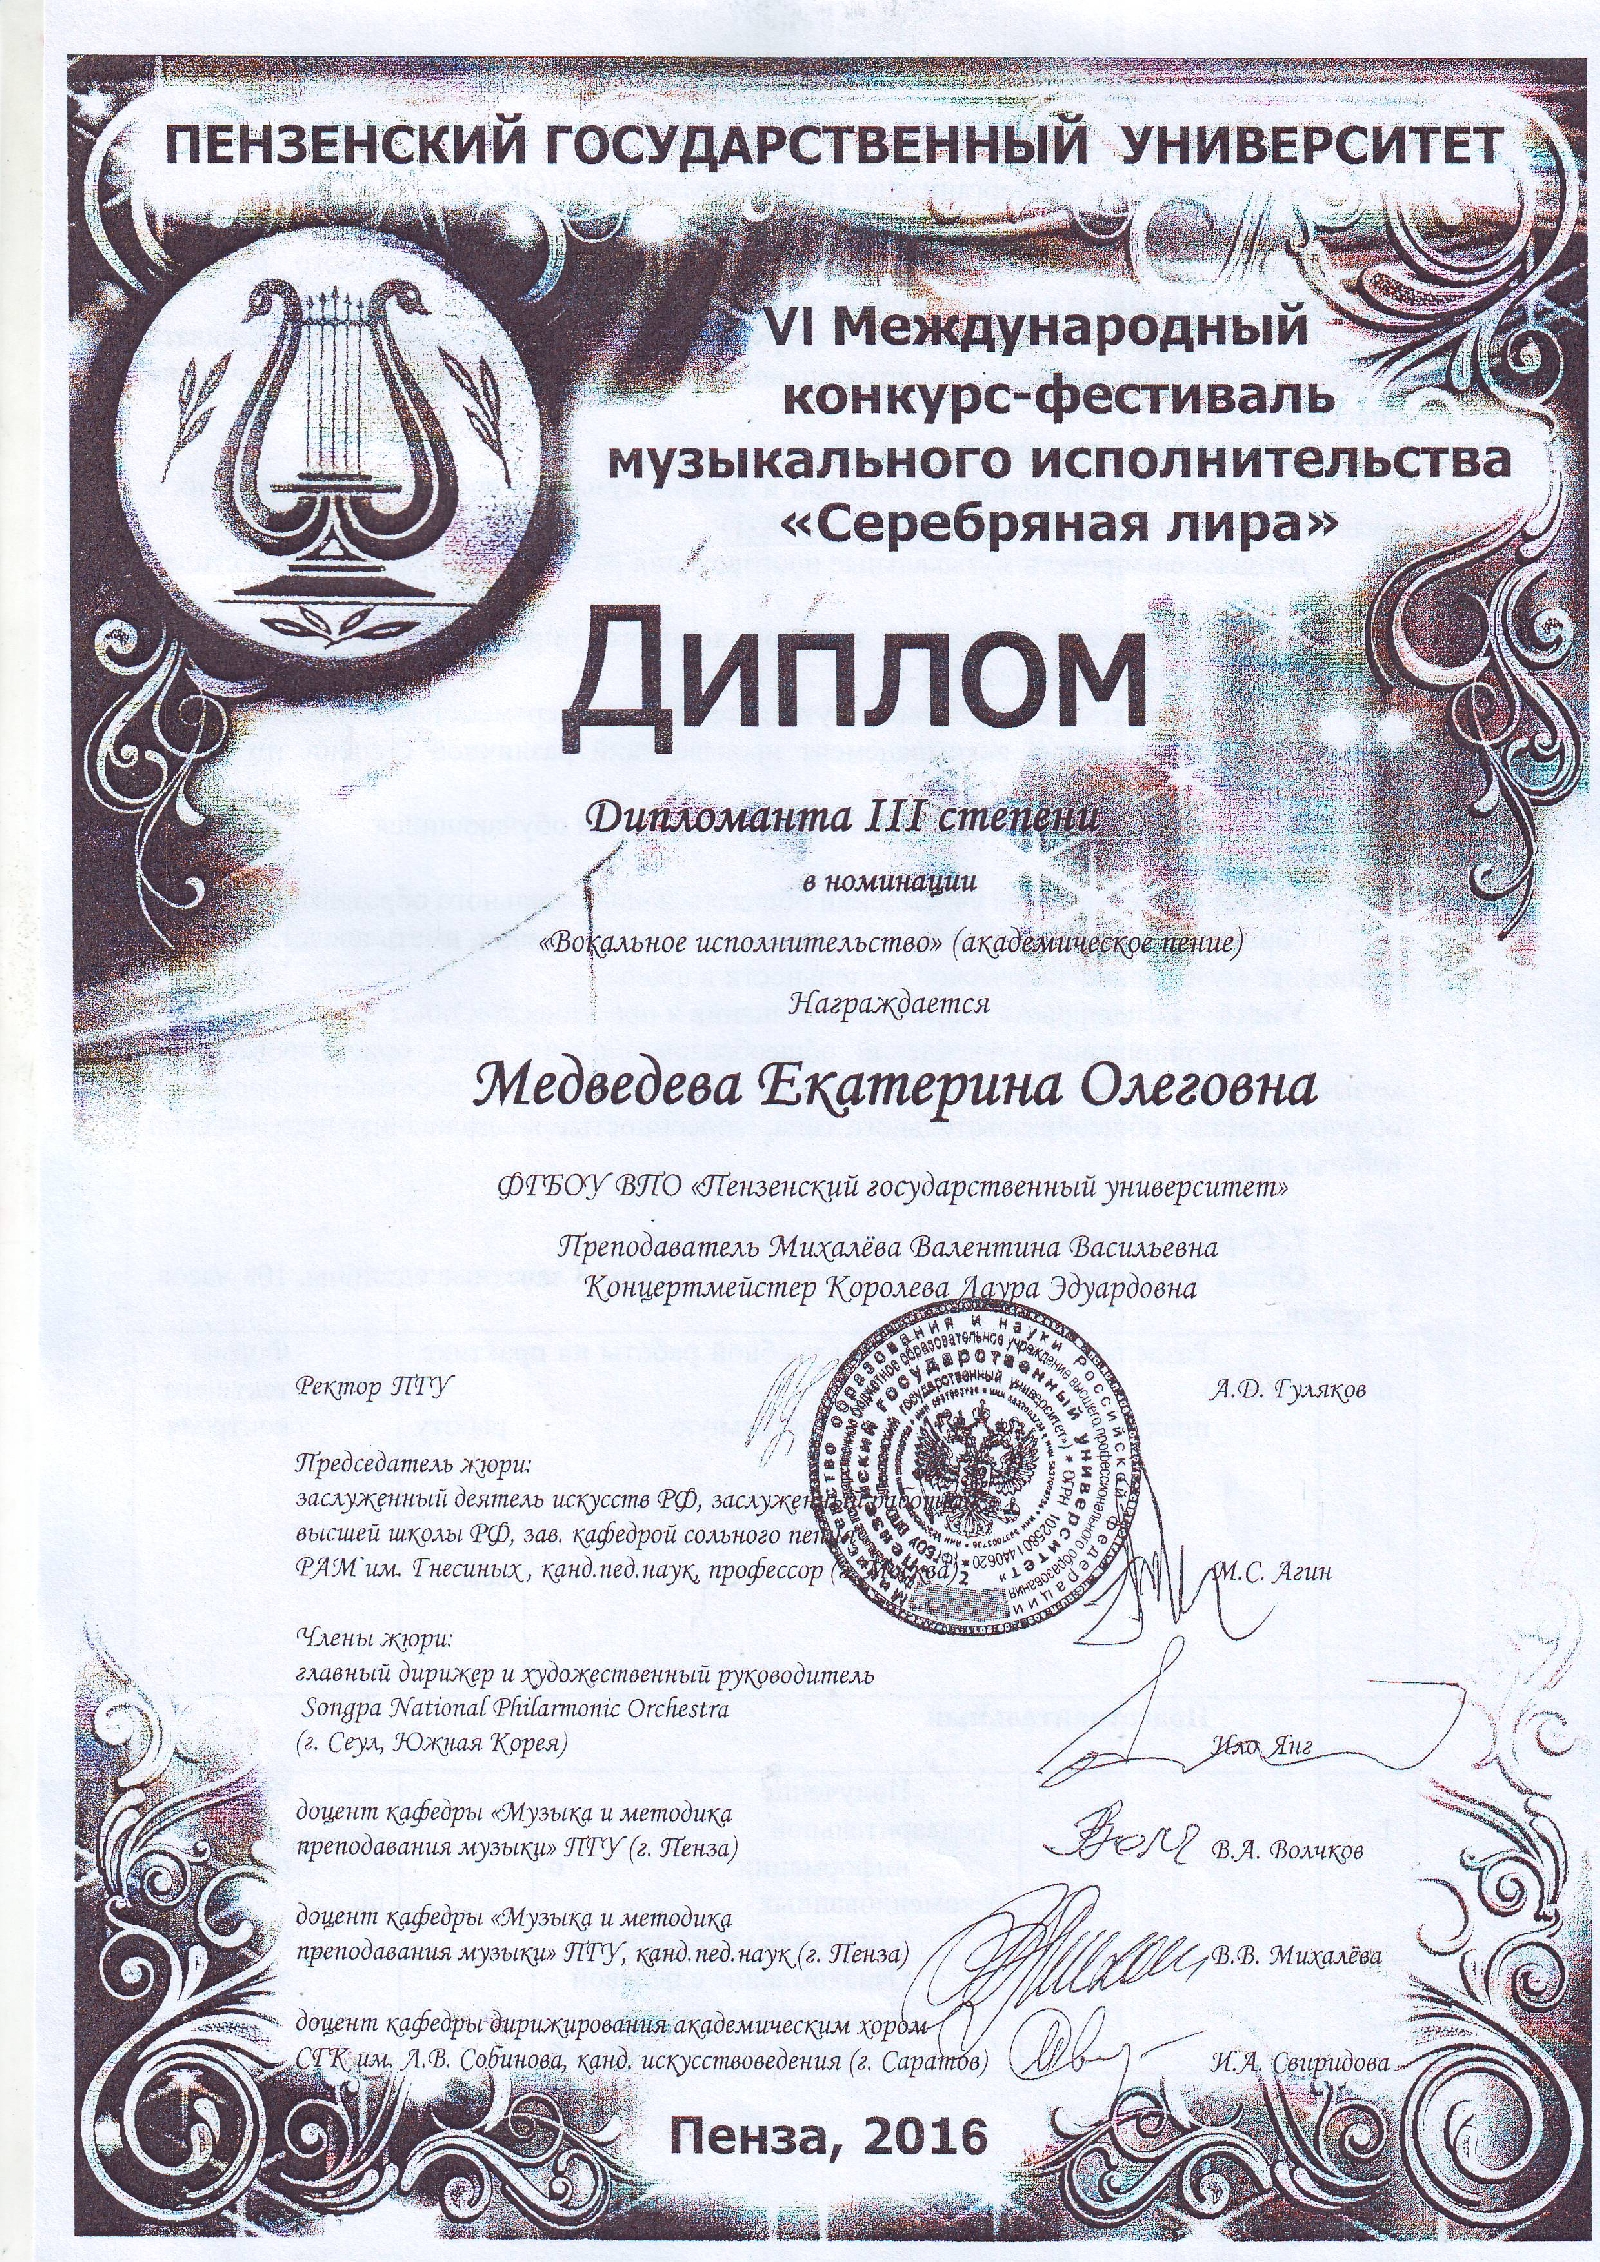 ПЕНЗЕНСКИЙ ГОСУДАРСТВЕННЫЙ УНИВЕРСИТЕТ
VI Международный
конкурс-фестиваль
музыкального исполнительства
«Серебряная лира»
Диплом
Дипломанта III степени
в номинации
«Вокальное исполнительство» (академическое пение)
Награждается
Медведева Екатерина Олеговна
ФГБОУ ВПО «Пензенский государственный университет»
Преподаватель Михалёва Валентина Васильевна
Концертмейстер Королева Лаура Эдуардовна
Ректор ПГУ А.Д. Гуляков
Председатель жюри:
заслуженный деятель искусств РФ, заслуженный работник
высшей школы РФ, зав. кафедрой сольного пения
РАМ им. Гнесиных, канд.пед.наук, профессор (г. Москва) М.С. Агин
Члены жюри:
главный дирижер и художественный руководитель
Songpa National Philarmonic Orchestra
(г. Сеул, Южная Корея) Ило Янг
доцент кафедры «Музыка и методика
преподавания музыки» ПГУ (г. Пенза) В.А. Волчков
доцент кафедры «Музыка и методика
преподавания музыки» ПГУ, канд.пед.наук (г. Пенза) В.В. Михалёва
доцент кафедры дирижирования академическим хором
СГК им. Л.В. Собинова, канд. искусствоведения (г. Саратов) И.А. Свиридова
Пенза, 2016